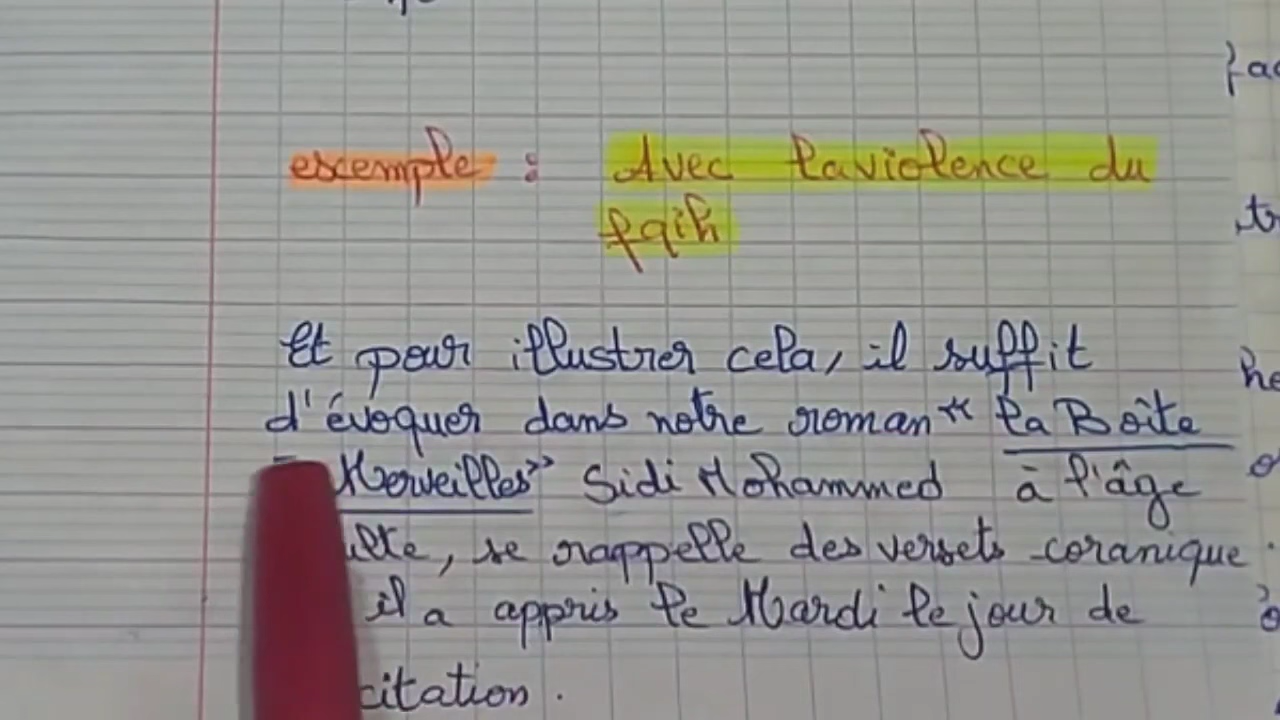 exemple : Avec la violence du
fqih
Et pour illustrer cela, il suffit
d'évoquer dans notre roman " la Boîte
Merveilles" Sidi Mohammed à l'âge
ulte, se rappelle des versets coranique.
il a appris le Mardi le jour de
citation.